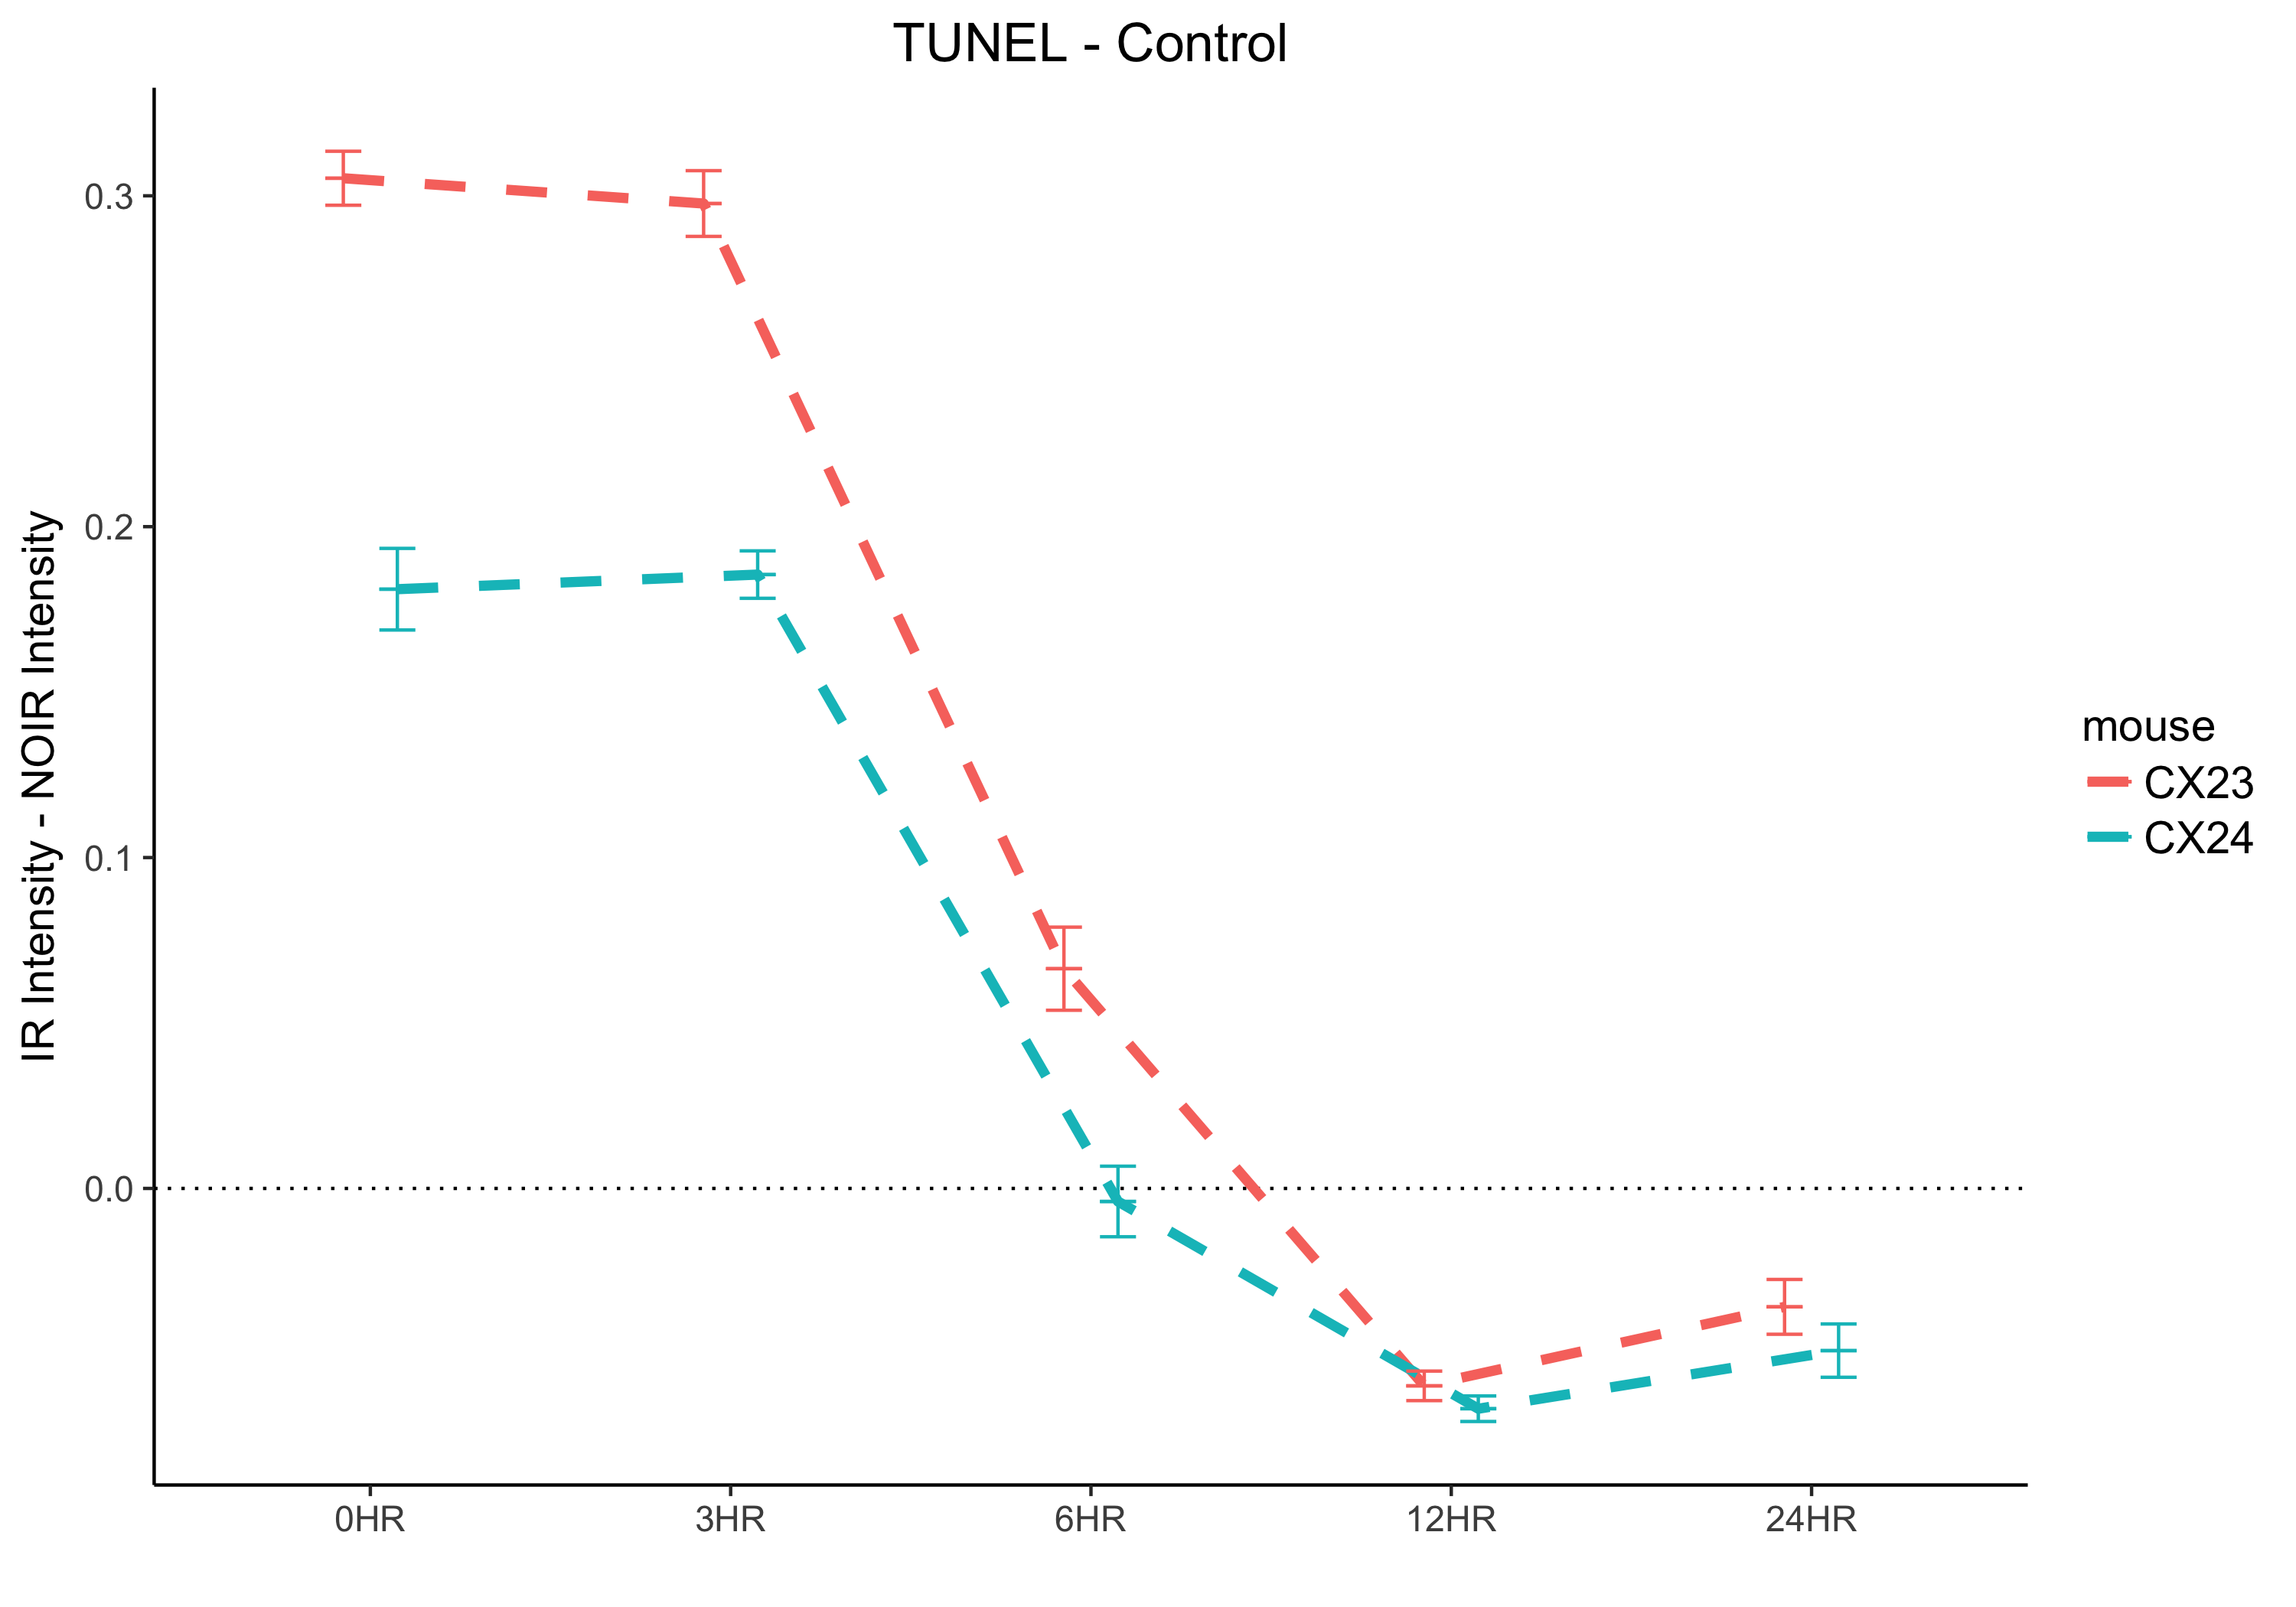 TUNEL - Control
IR Intensity - NOIR Intensity
0.3
0.2
0.1
0.0
0HR
3HR
6HR
12HR
24HR
mouse
CX23
CX24